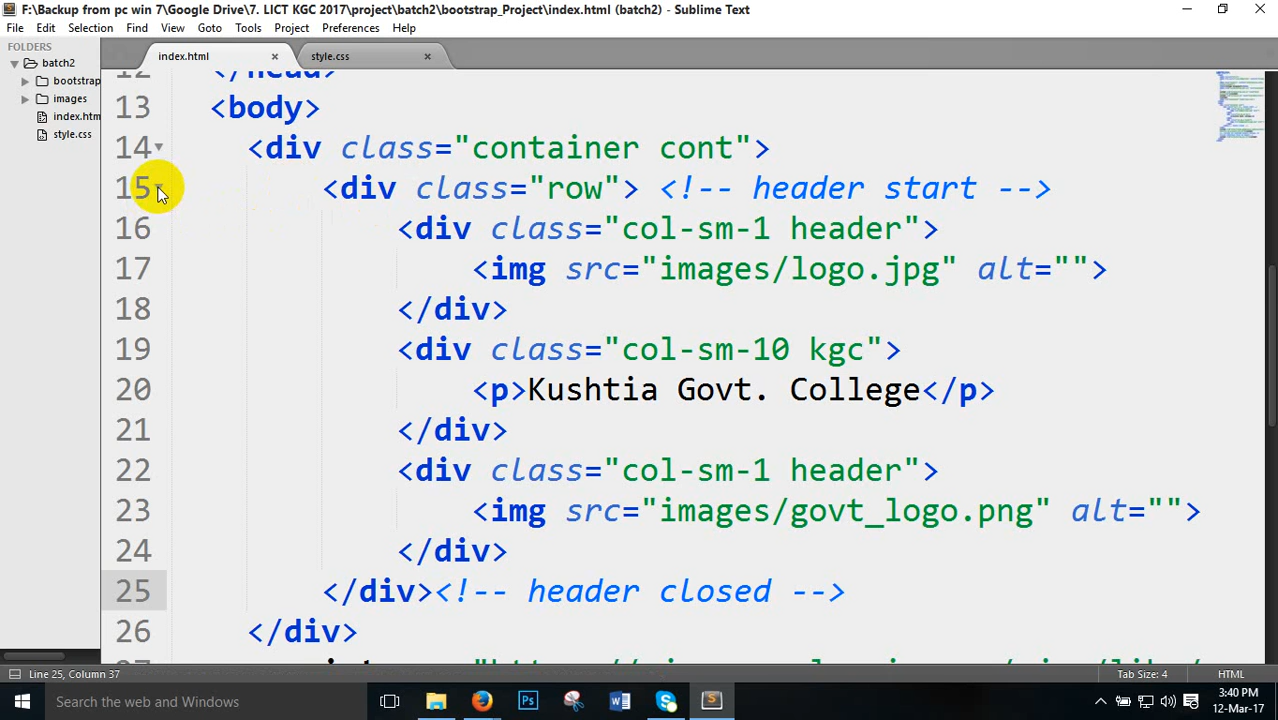 F:\Backup from pc win 7\Google Drive\7. LICT KGC 2017\project\batch2\bootstrap_Project\index.html (batch2) - Sublime Text
File Edit Selection Find View Goto Tools Project Preferences Help
FOLDERS
batch2
bootstrap
images
index.htm
style.css
index.html × style.css ×
12 </head>
13 <body>
14 <div class="container cont">
15 <div class="row"> <!-- header start -->
16 <div class="col-sm-1 header">
17 <img src="images/logo.jpg" alt="">
18 </div>
19 <div class="col-sm-10 kgc">
20 <p>Kushtia Govt. College</p>
21 </div>
22 <div class="col-sm-1 header">
23 <img src="images/govt_logo.png" alt="">
24 </div>
25 </div><!-- header closed -->
26 </div>
27
Line 25, Column 37 Tab Size: 4 HTML
Search the web and Windows
3:40 PM
12-Mar-17